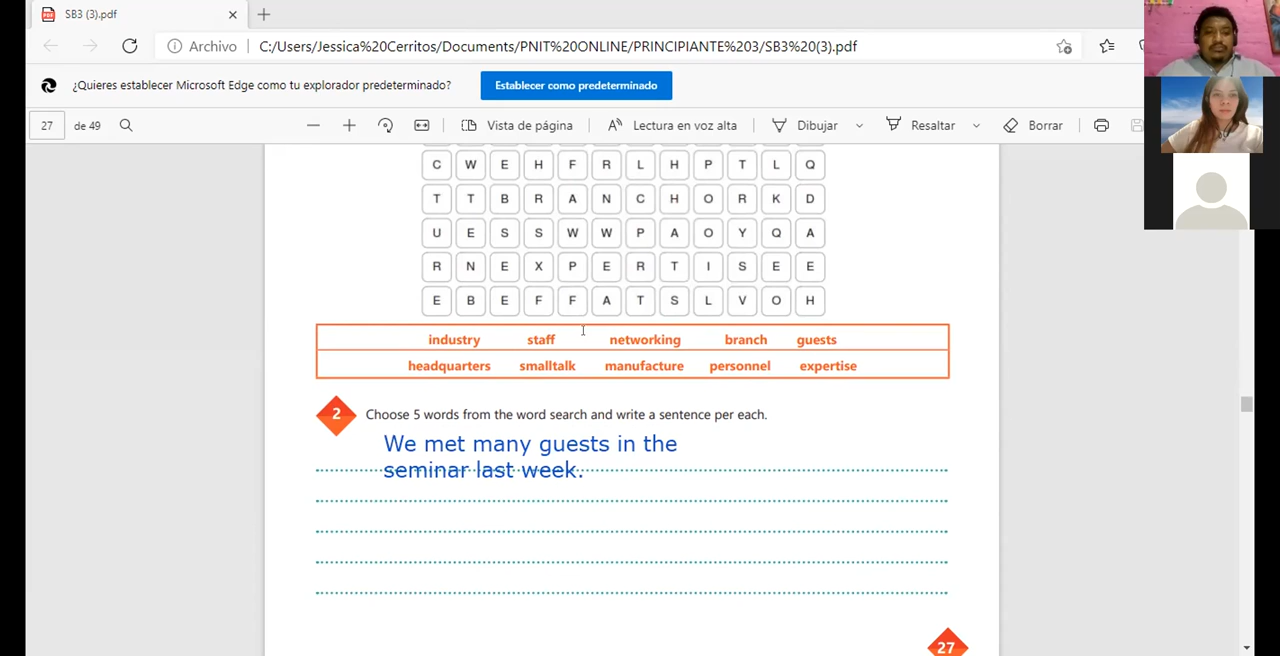 SB3 (3).pdf
Archivo C:/Users/Jessica%20Cerritos/Documents/PNIT%20ONLINE/PRINCIPIANTE%203/SB3%20(3).pdf
¿Quieres establecer Microsoft Edge como tu explorador predeterminado? Establecer como predeterminado
27 de 49 Vista de página Lectura en voz alta Dibujar Resaltar Borrar
C W E H F R L H P T L Q
T T B R A N C H O R K D
U E S S W W P A O Y Q A
R N E X P E R T I S E E
E B E F F A T S L V O H
industry staff networking branch guests
headquarters smalltalk manufacture personnel expertise
2 Choose 5 words from the word search and write a sentence per each.
We met many guests in the
seminar last week.
27